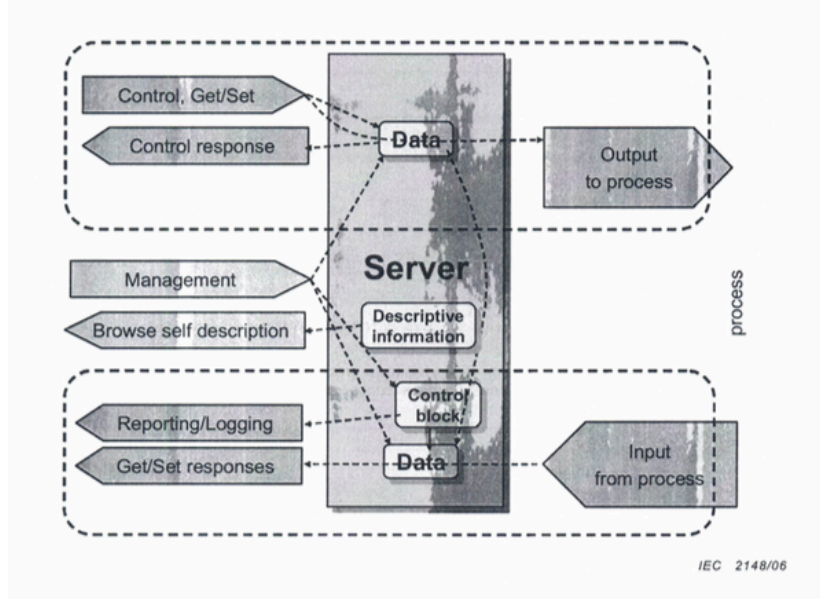 Control, Get/Set
Control response
Data
Output
to process
Management
Server
Browse self description
Descriptive
information
process
Control
block
Reporting/Logging
Get/Set responses
Data
Input
from process
IEC 2148/06